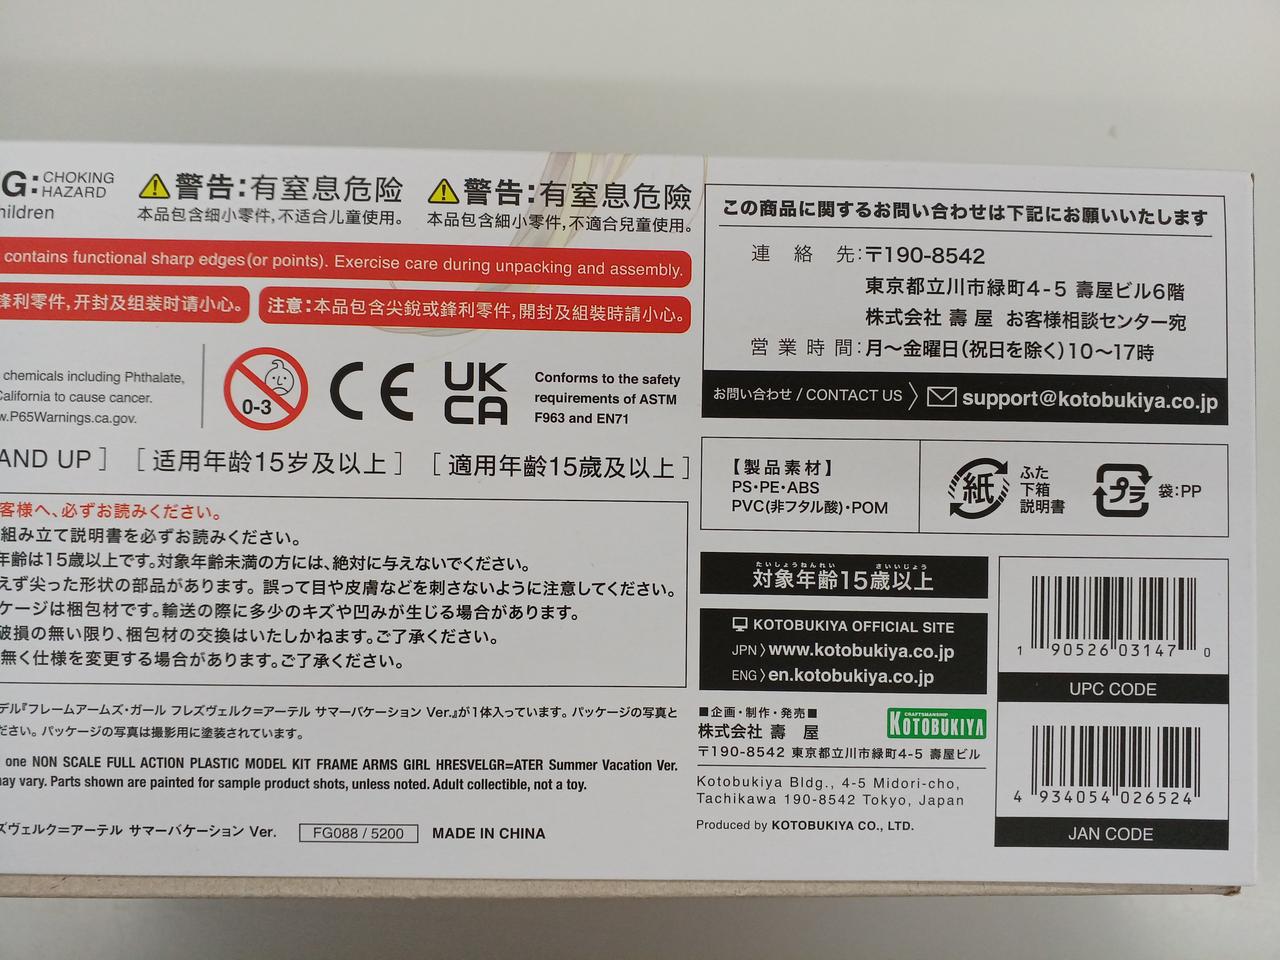 G: CHOKING HAZARD
hildren
警告:有窒息危险
本品包含细小零件,不适合儿童使用。
警告:有窒息危險
本品包含細小零件,不適合兒童使用。
contains functional sharp edges(or points). Exercise care during unpacking and assembly.
鋒利零件,开封及组装时请小心。
注意:本品包含尖銳或鋒利零件,開封及組裝時請小心。
chemicals including Phthalate,
California to cause cancer.
w.P65Warnings.ca.gov.
0-3
CE
UK
CA
Conforms to the safety
requirements of ASTM
F963 and EN71
AND UP ] [ 适用年龄15岁及以上 ] [ 適用年齡15歲及以上 ]
客様へ、必ずお読みください。
組み立て説明書を必ずお読みください。
年齢は15歳以上です。対象年齢未満の方には、絶対に与えないでください。
えず尖った形状の部品があります。誤って目や皮膚などを刺さないように注意してください。
ケージは梱包材です。輸送の際に多少のキズや凹みが生じる場合があります。
破損の無い限り、梱包材の交換はいたしかねます。ご了承ください。
無く仕様を変更する場合があります。ご了承ください。
デル『フレームアームズ・ガール フレズヴェルク=アーテル サマーバケーション Ver.』が1体入っています。パッケージの写真と
ださい。パッケージの写真は撮影用に塗装されています。
one NON SCALE FULL ACTION PLASTIC MODEL KIT FRAME ARMS GIRL HRESVELGR=ATER Summer Vacation Ver.
may vary. Parts shown are painted for sample product shots, unless noted. Adult collectible, not a toy.
ズヴェルク=アーテル サマーバケーション Ver.
FG088 / 5200
MADE IN CHINA
この商品に関するお問い合わせは下記にお願いいたします
連絡先:〒190-8542
東京都立川市緑町4-5 壽屋ビル6階
株式会社 壽屋 お客様相談センター宛
営業時間:月〜金曜日(祝日を除く)10〜17時
お問い合わせ / CONTACT US
support@kotobukiya.co.jp
【製品素材】
PS・PE・ABS
PVC(非フタル酸)・POM
紙
ふた
下箱
説明書
プラ
袋:PP
たいしょうねんれい さいいじょう
対象年齢15歳以上
KOTOBUKIYA OFFICIAL SITE
JPN 〉www.kotobukiya.co.jp
ENG 〉en.kotobukiya.co.jp
■企画・制作・発売■
株式会社 壽屋
CRAFTSMANSHIP
KOTOBUKIYA
〒190-8542 東京都立川市緑町4-5 壽屋ビル
Kotobukiya Bldg., 4-5 Midori-cho,
Tachikawa 190-8542 Tokyo, Japan
Produced by KOTOBUKIYA CO., LTD.
1 90526 03147 0
UPC CODE
4 934054 026524
JAN CODE